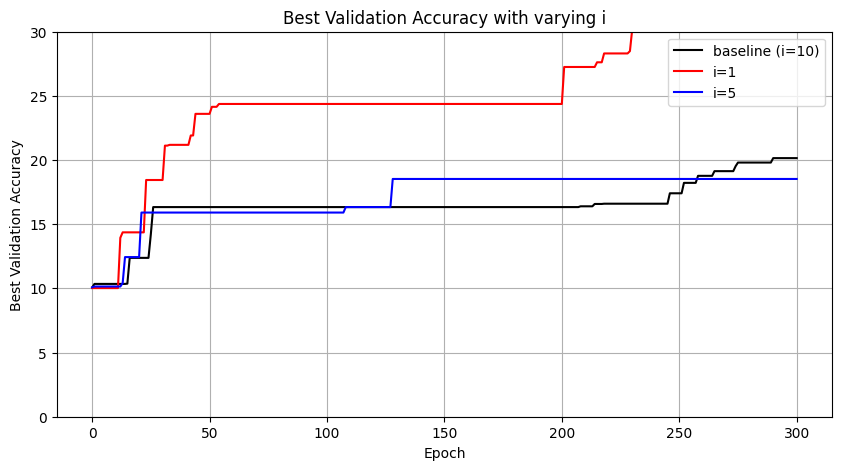 Best Validation Accuracy with varying i
baseline (i=10)
i=1
i=5
Best Validation Accuracy
30
25
20
15
10
5
0
0 50 100 150 200 250 300
Epoch